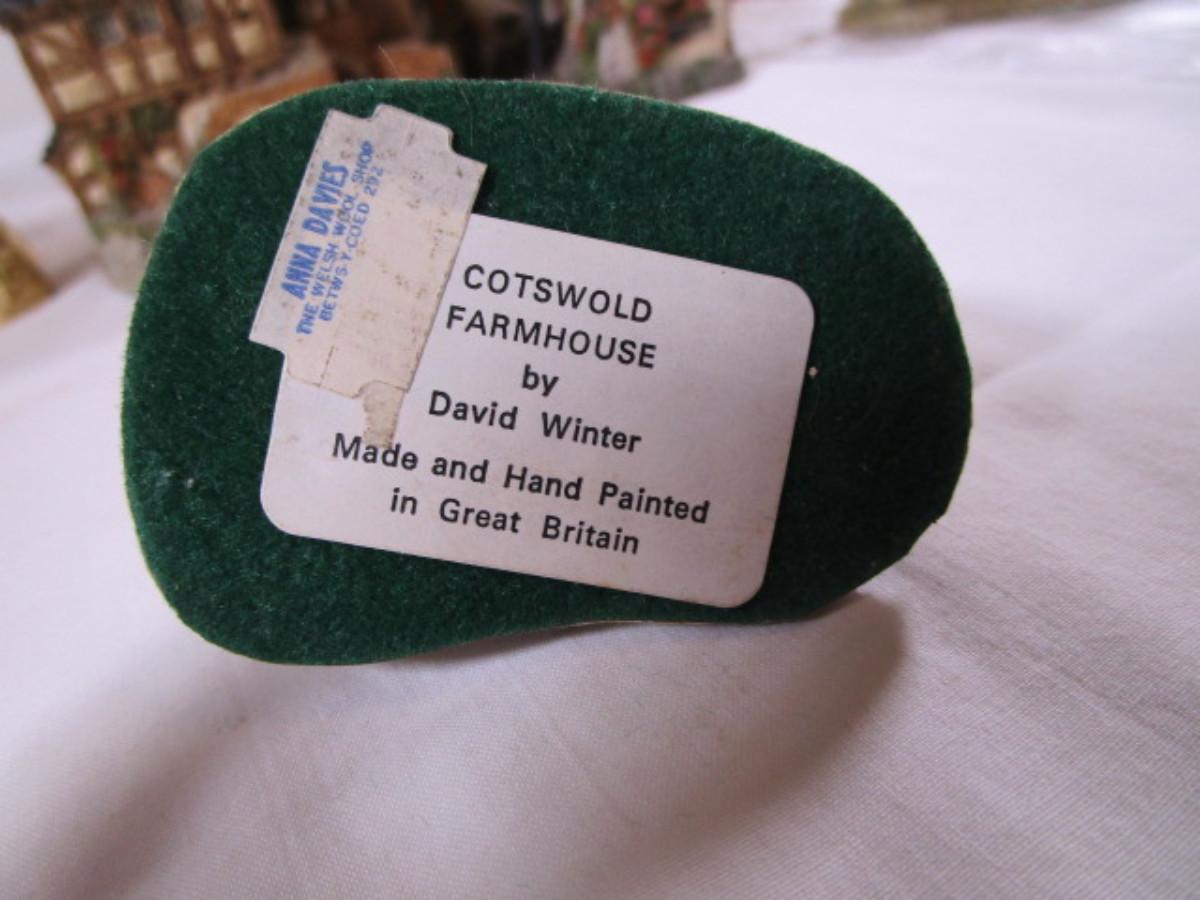 ANNA DAVIES
THE WELSH WOOL SHOP
BETWS-Y-COED 292
COTSWOLD
FARMHOUSE
by
David Winter
Made and Hand Painted
in Great Britain